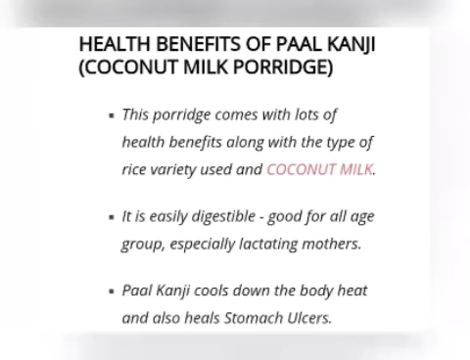 HEALTH BENEFITS OF PAAL KANJI
(COCONUT MILK PORRIDGE)
▪ This porridge comes with lots of
health benefits along with the type of
rice variety used and COCONUT MILK.
▪ It is easily digestible - good for all age
group, especially lactating mothers.
▪ Paal Kanji cools down the body heat
and also heals Stomach Ulcers.